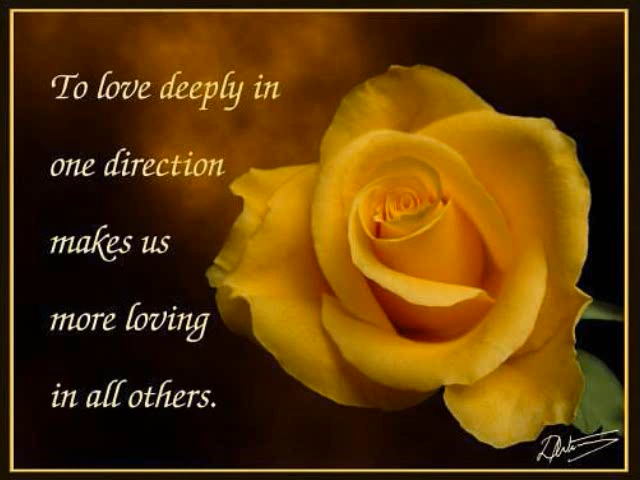 To love deeply in
one direction
makes us
more loving
in all others.